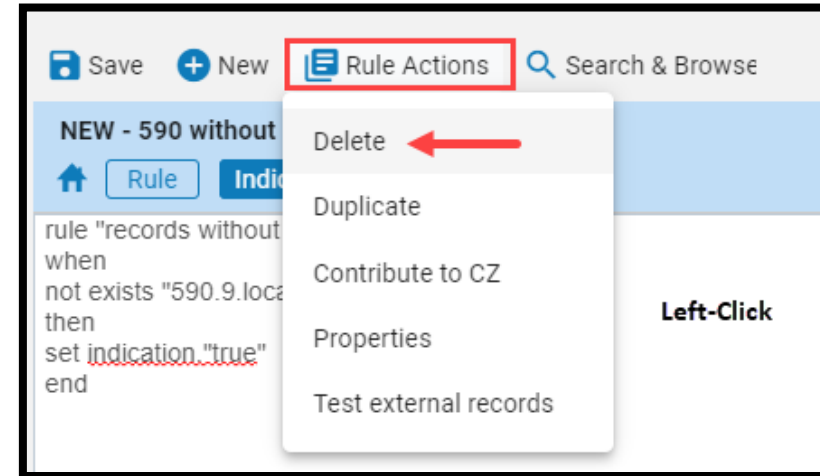 Save New Rule Actions Search & Browse
NEW - 590 without
Rule
Delete
Duplicate
Contribute to CZ
Properties
Test external records
rule "records without
when
not exists "590.9.loca
then
set indication."true"
end
Left-Click